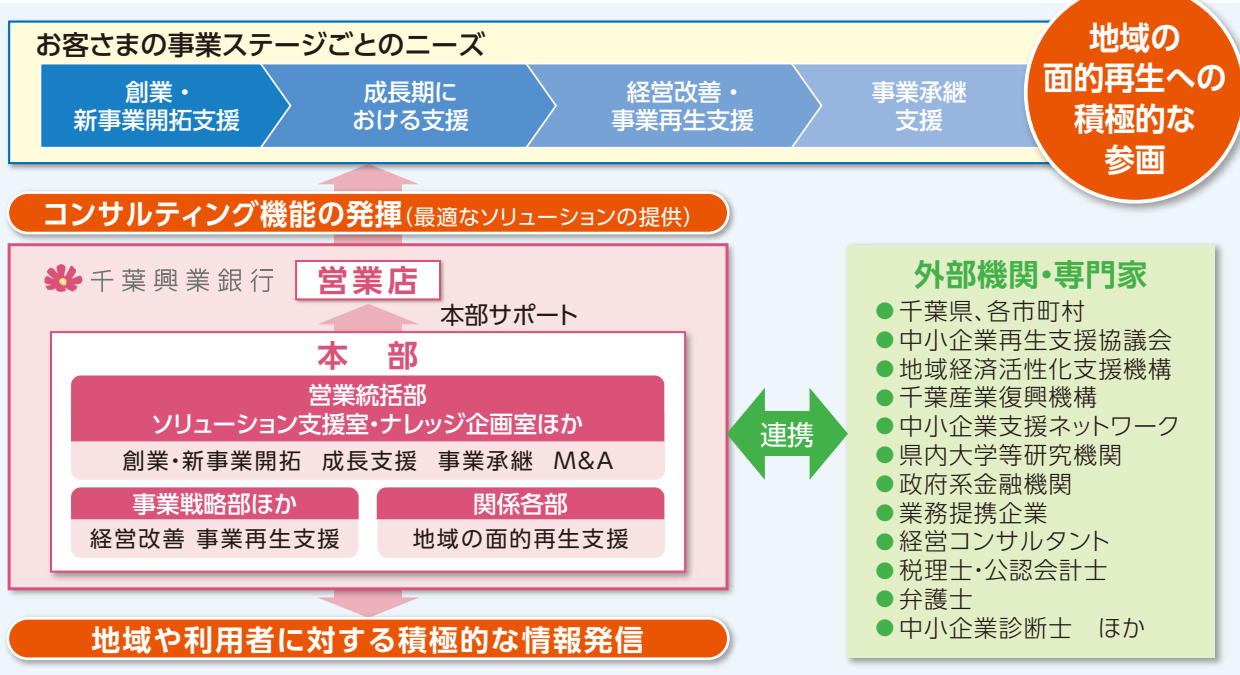 お客さまの事業ステージごとのニーズ
創業・
新事業開拓支援
成長期に
おける支援
経営改善・
事業再生支援
事業承継
支援
地域の
面的再生への
積極的な
参画
コンサルティング機能の発揮(最適なソリューションの提供)
千葉興業銀行
営業店
本部サポート
本 部
営業統括部
ソリューション支援室・ナレッジ企画室ほか
創業・新事業開拓 成長支援 事業承継 M&A
事業戦略部ほか
経営改善 事業再生支援
関係各部
地域の面的再生支援
連携
外部機関・専門家
●千葉県、各市町村
●中小企業再生支援協議会
●地域経済活性化支援機構
●千葉産業復興機構
●中小企業支援ネットワーク
●県内大学等研究機関
●政府系金融機関
●業務提携企業
●経営コンサルタント
●税理士・公認会計士
●弁護士
●中小企業診断士 ほか
地域や利用者に対する積極的な情報発信